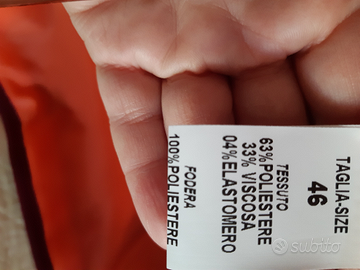 TAGLIA-SIZE
46
TESSUTO
63%POLIESTERE
33% VISCOSA
04%ELASTOMERO
FODERA
100%POLIESTERE
subito